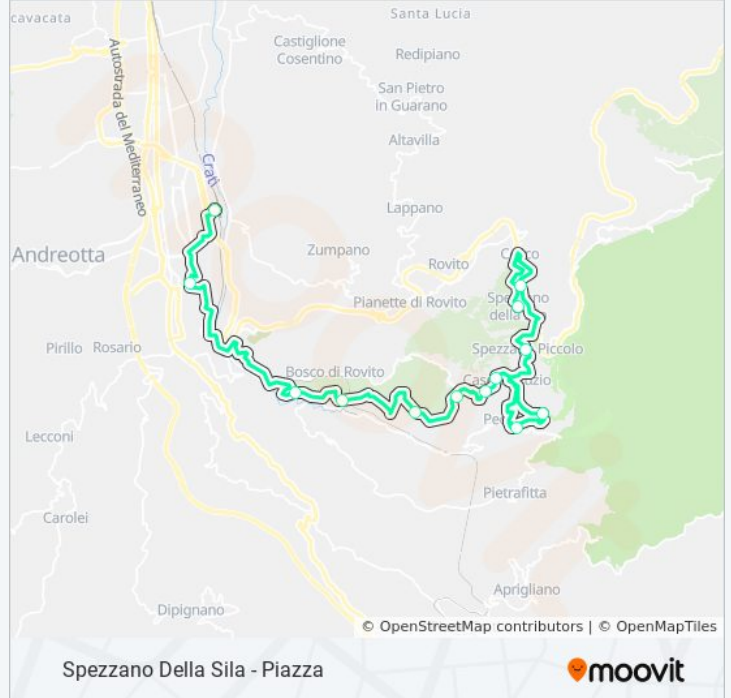 cavacata
Santa Lucia
Castiglione
Cosentino
Redipiano
Autostrada del Mediterraneo
San Pietro
in Guarano
Altavilla
Crati
Lappano
Andreotta
Zumpano
Rovito
Pianette di Rovito
della
Pirillo
Rosario
Piccolo
Bosco di Rovito
Lecconi
Pietrafitta
Carolei
Aprigliano
Dipignano
© OpenStreetMap contributors | © OpenMapTiles
Spezzano Della Sila - Piazza
moovit